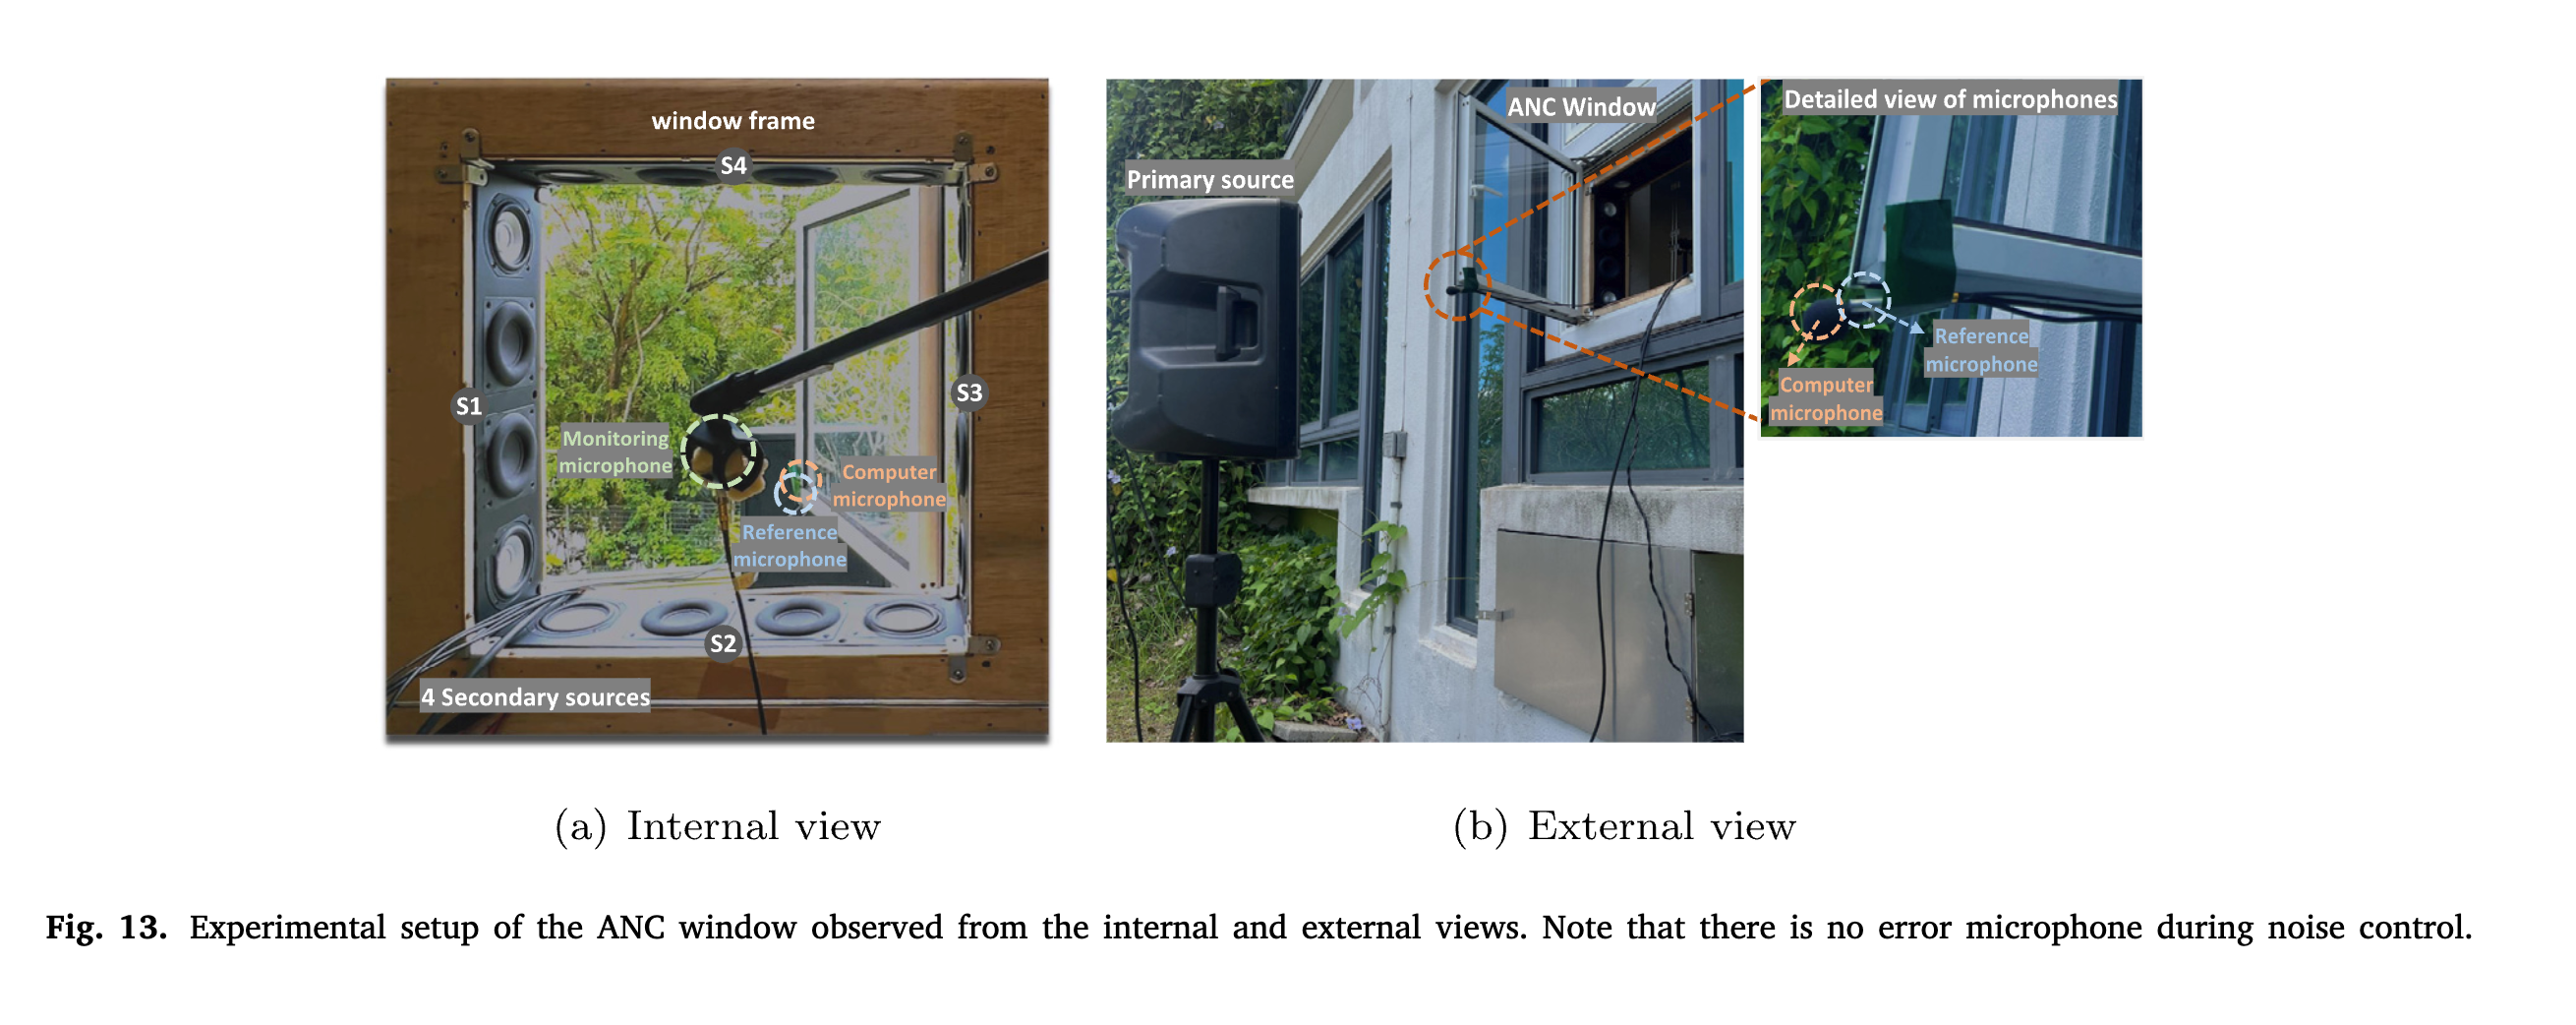 window frame
S4
S1
S3
Monitoring
microphone
Computer
microphone
Reference
microphone
S2
4 Secondary sources
ANC Window
Primary source
Detailed view of microphones
Reference
microphone
Computer
microphone
(a) Internal view
(b) External view
Fig. 13. Experimental setup of the ANC window observed from the internal and external views. Note that there is no error microphone during noise control.